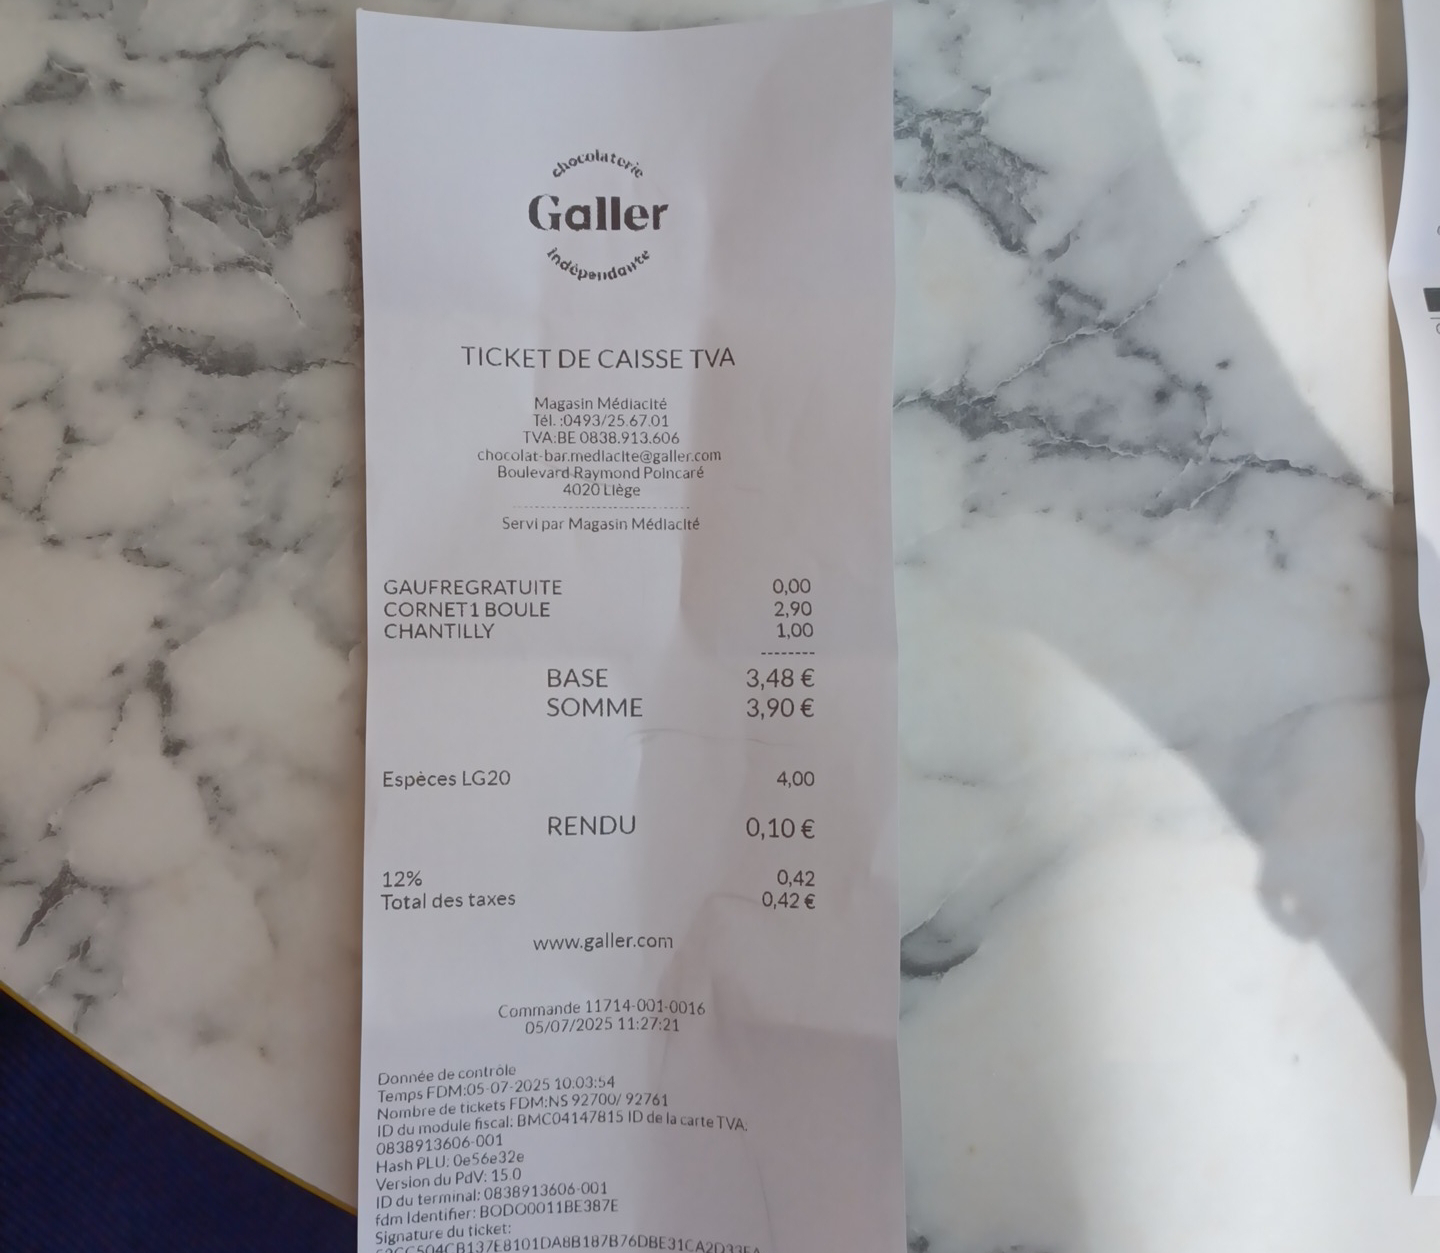 chocolaterie
Galler
indépendante
TICKET DE CAISSE TVA
Magasin Médiacité
Tél. :0493/25.67.01
TVA:BE 0838.913.606
chocolat-bar.mediacite@galler.com
Boulevard Raymond Poincaré
4020 Liège
Servi par Magasin Médiacité
GAUFREGRATUITE 0,00
CORNET1 BOULE 2,90
CHANTILLY 1,00
--------
BASE 3,48 €
SOMME 3,90 €
Espèces LG20 4,00
RENDU 0,10 €
12% 0,42
Total des taxes 0,42 €
www.galler.com
Commande 11714-001-0016
05/07/2025 11:27:21
Donnée de contrôle
Temps FDM:05-07-2025 10:03:54
Nombre de tickets FDM:NS 92700/ 92761
ID du module fiscal: BMC04147815 ID de la carte TVA:
0838913606-001
Hash PLU: 0e56e32e
Version du PdV: 15.0
ID du terminal: 0838913606-001
fdm Identifier: BODO0011BE387E
Signature du ticket: